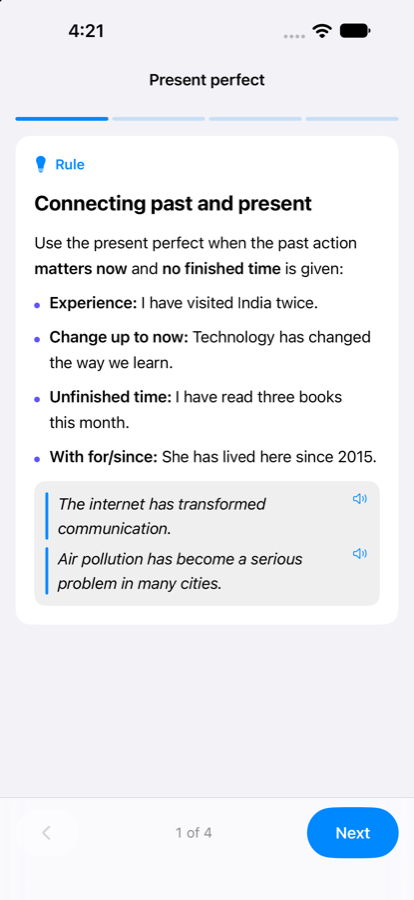 4:21
Present perfect
Rule
Connecting past and present
Use the present perfect when the past action
matters now and no finished time is given:
Experience: I have visited India twice.
Change up to now: Technology has changed
the way we learn.
Unfinished time: I have read three books
this month.
With for/since: She has lived here since 2015.
The internet has transformed
communication.
Air pollution has become a serious
problem in many cities.
1 of 4
Next